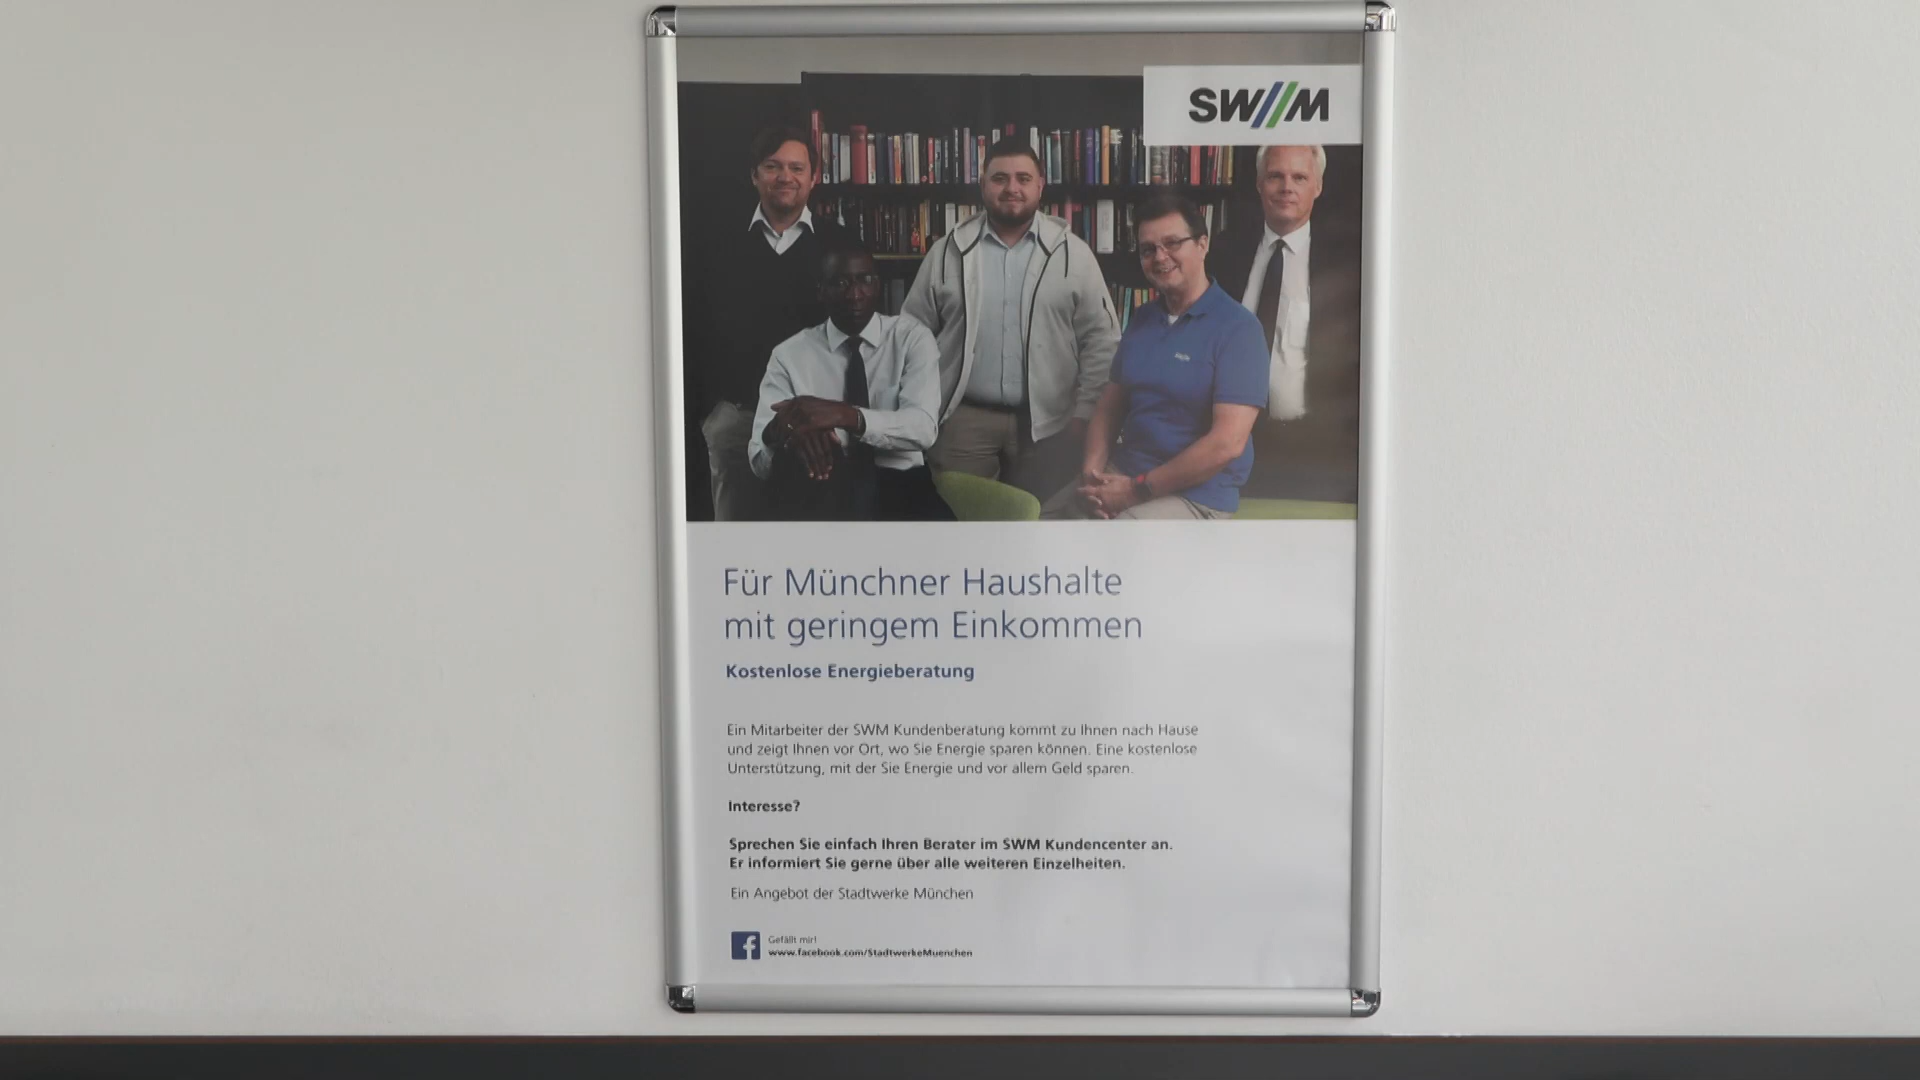 SWM
Für Münchner Haushalte
mit geringem Einkommen
Kostenlose Energieberatung
Ein Mitarbeiter der SWM Kundenberatung kommt zu Ihnen nach Hause
und zeigt Ihnen vor Ort, wo Sie Energie sparen können. Eine kostenlose
Unterstützung, mit der Sie Energie und vor allem Geld sparen.
Interesse?
Sprechen Sie einfach Ihren Berater im SWM Kundencenter an.
Er informiert Sie gerne über alle weiteren Einzelheiten.
Ein Angebot der Stadtwerke München
Gefällt mir!
www.facebook.com/StadtwerkeMuenchen